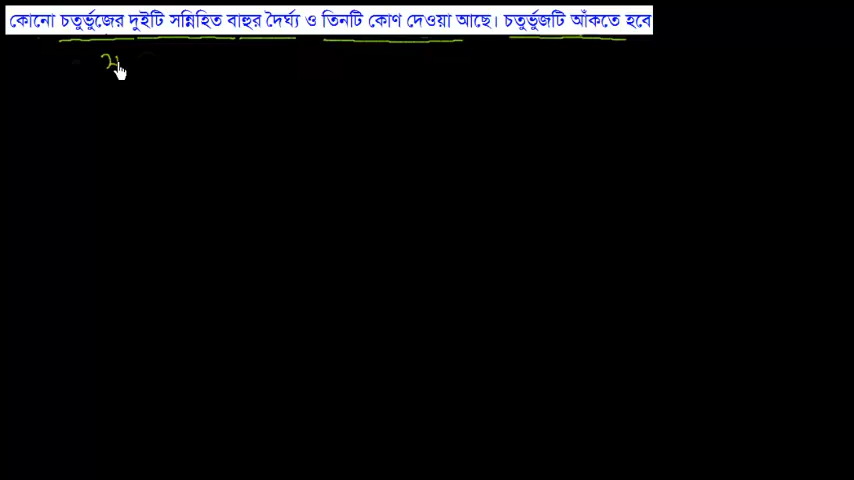 কোনো চতুর্ভুজের দুইটি সন্নিহিত বাহুর দৈর্ঘ্য ও তিনটি কোণ দেওয়া আছে। চতুর্ভুজটি আঁকতে হবে